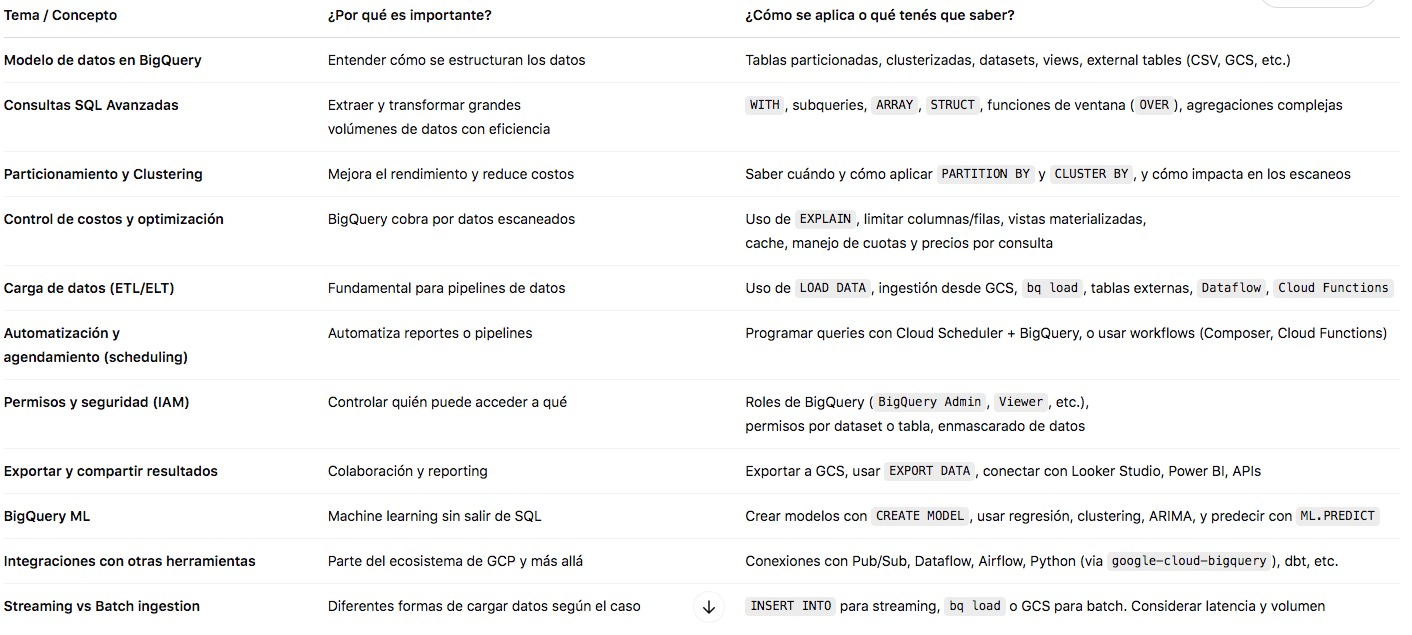 Tema / Concepto ¿Por qué es importante? ¿Cómo se aplica o qué tenés que saber?
Modelo de datos en BigQuery Entender cómo se estructuran los datos Tablas particionadas, clusterizadas, datasets, views, external tables (CSV, GCS, etc.)
Consultas SQL Avanzadas Extraer y transformar grandes WITH, subqueries, ARRAY, STRUCT, funciones de ventana (OVER), agregaciones complejas
volúmenes de datos con eficiencia
Particionamiento y Clustering Mejora el rendimiento y reduce costos Saber cuándo y cómo aplicar PARTITION BY y CLUSTER BY, y cómo impacta en los escaneos
Control de costos y optimización BigQuery cobra por datos escaneados Uso de EXPLAIN, limitar columnas/filas, vistas materializadas,
cache, manejo de cuotas y precios por consulta
Carga de datos (ETL/ELT) Fundamental para pipelines de datos Uso de LOAD DATA, ingestión desde GCS, bq load, tablas externas, Dataflow, Cloud Functions
Automatización y Automatiza reportes o pipelines Programar queries con Cloud Scheduler + BigQuery, o usar workflows (Composer, Cloud Functions)
agendamiento (scheduling)
Permisos y seguridad (IAM) Controlar quién puede acceder a qué Roles de BigQuery (BigQuery Admin, Viewer, etc.),
permisos por dataset o tabla, enmascarado de datos
Exportar y compartir resultados Colaboración y reporting Exportar a GCS, usar EXPORT DATA, conectar con Looker Studio, Power BI, APIs
BigQuery ML Machine learning sin salir de SQL Crear modelos con CREATE MODEL, usar regresión, clustering, ARIMA, y predecir con ML.PREDICT
Integraciones con otras herramientas Parte del ecosistema de GCP y más allá Conexiones con Pub/Sub, Dataflow, Airflow, Python (via google-cloud-bigquery), dbt, etc.
Streaming vs Batch ingestion Diferentes formas de cargar datos según el caso INSERT INTO para streaming, bq load o GCS para batch. Considerar latencia y volumen